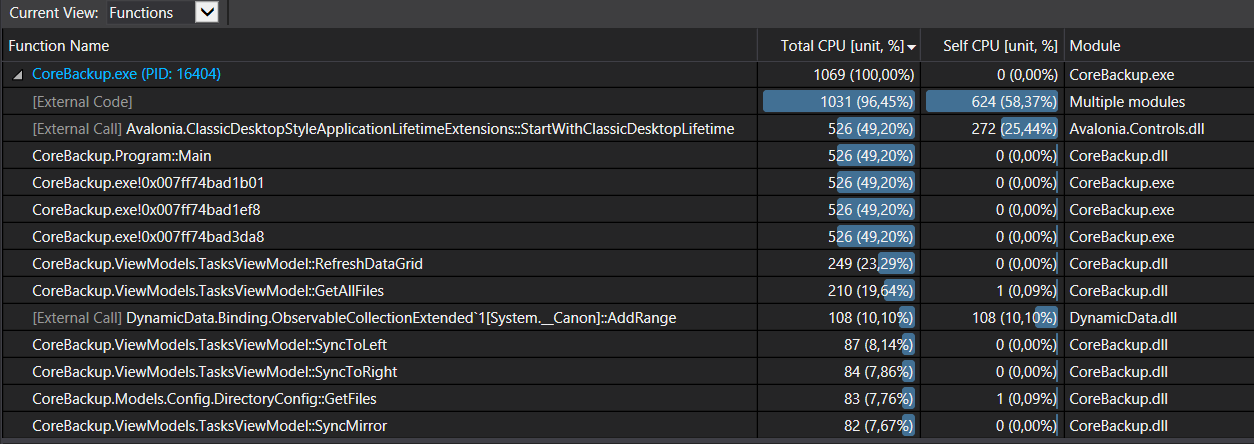 Current View: Functions
Function Name Total CPU [unit, %] Self CPU [unit, %] Module
CoreBackup.exe (PID: 16404) 1069 (100,00%) 0 (0,00%) CoreBackup.exe
[External Code] 1031 (96,45%) 624 (58,37%) Multiple modules
[External Call] Avalonia.ClassicDesktopStyleApplicationLifetimeExtensions::StartWithClassicDesktopLifetime 526 (49,20%) 272 (25,44%) Avalonia.Controls.dll
CoreBackup.Program::Main 526 (49,20%) 0 (0,00%) CoreBackup.dll
CoreBackup.exe!0x007ff74bad1b01 526 (49,20%) 0 (0,00%) CoreBackup.exe
CoreBackup.exe!0x007ff74bad1ef8 526 (49,20%) 0 (0,00%) CoreBackup.exe
CoreBackup.exe!0x007ff74bad3da8 526 (49,20%) 0 (0,00%) CoreBackup.exe
CoreBackup.ViewModels.TasksViewModel::RefreshDataGrid 249 (23,29%) 0 (0,00%) CoreBackup.dll
CoreBackup.ViewModels.TasksViewModel::GetAllFiles 210 (19,64%) 1 (0,09%) CoreBackup.dll
[External Call] DynamicData.Binding.ObservableCollectionExtended`1[System.__Canon]::AddRange 108 (10,10%) 108 (10,10%) DynamicData.dll
CoreBackup.ViewModels.TasksViewModel::SyncToLeft 87 (8,14%) 0 (0,00%) CoreBackup.dll
CoreBackup.ViewModels.TasksViewModel::SyncToRight 84 (7,86%) 0 (0,00%) CoreBackup.dll
CoreBackup.Models.Config.DirectoryConfig::GetFiles 83 (7,76%) 1 (0,09%) CoreBackup.dll
CoreBackup.ViewModels.TasksViewModel::SyncMirror 82 (7,67%) 0 (0,00%) CoreBackup.dll